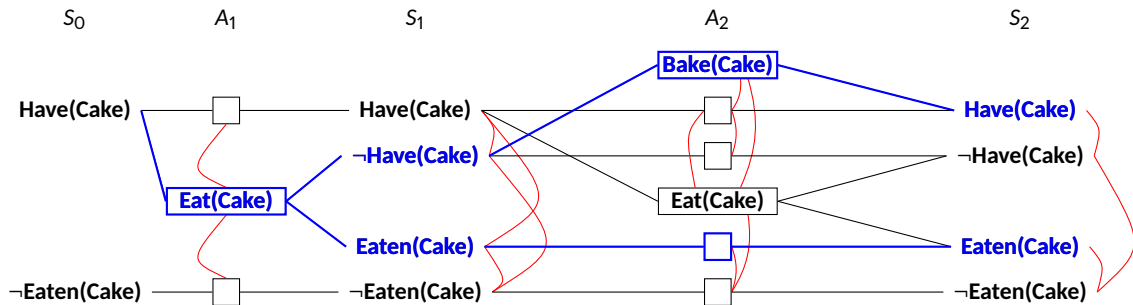 S0 A1 S1 A2 S2
Bake(Cake)
Have(Cake) Have(Cake) Have(Cake)
¬Have(Cake) ¬Have(Cake)
Eat(Cake) Eat(Cake)
Eaten(Cake) Eaten(Cake)
¬Eaten(Cake) ¬Eaten(Cake) ¬Eaten(Cake)